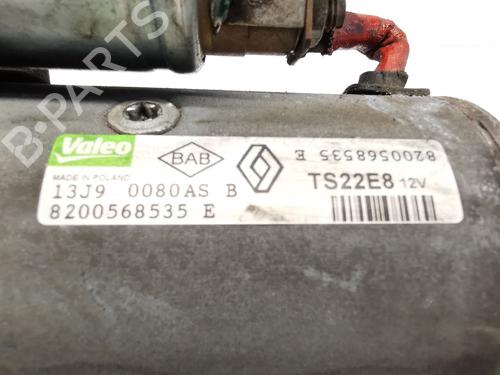 B-PARTS
Valeo
MADE IN POLAND
BAB
8200568535 E
13J9 0080AS B
TS22E8 12V
8200568535 E